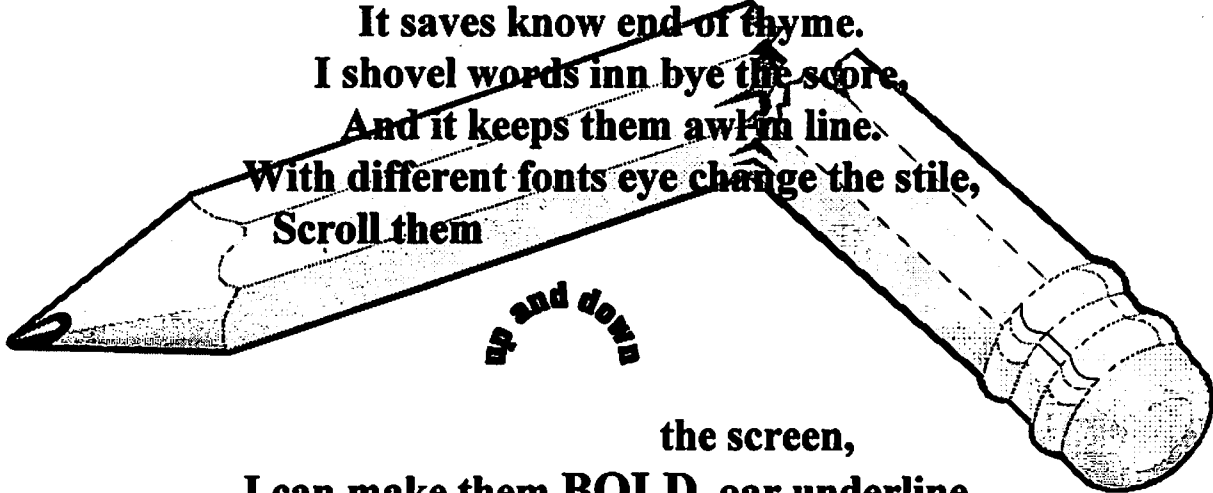 It saves know end of thyme.
I shovel words inn bye the score,
And it keeps them awl in line.
With different fonts eye change the stile,
Scroll them
up and down
the screen,
I can make them BOLD, oar underline